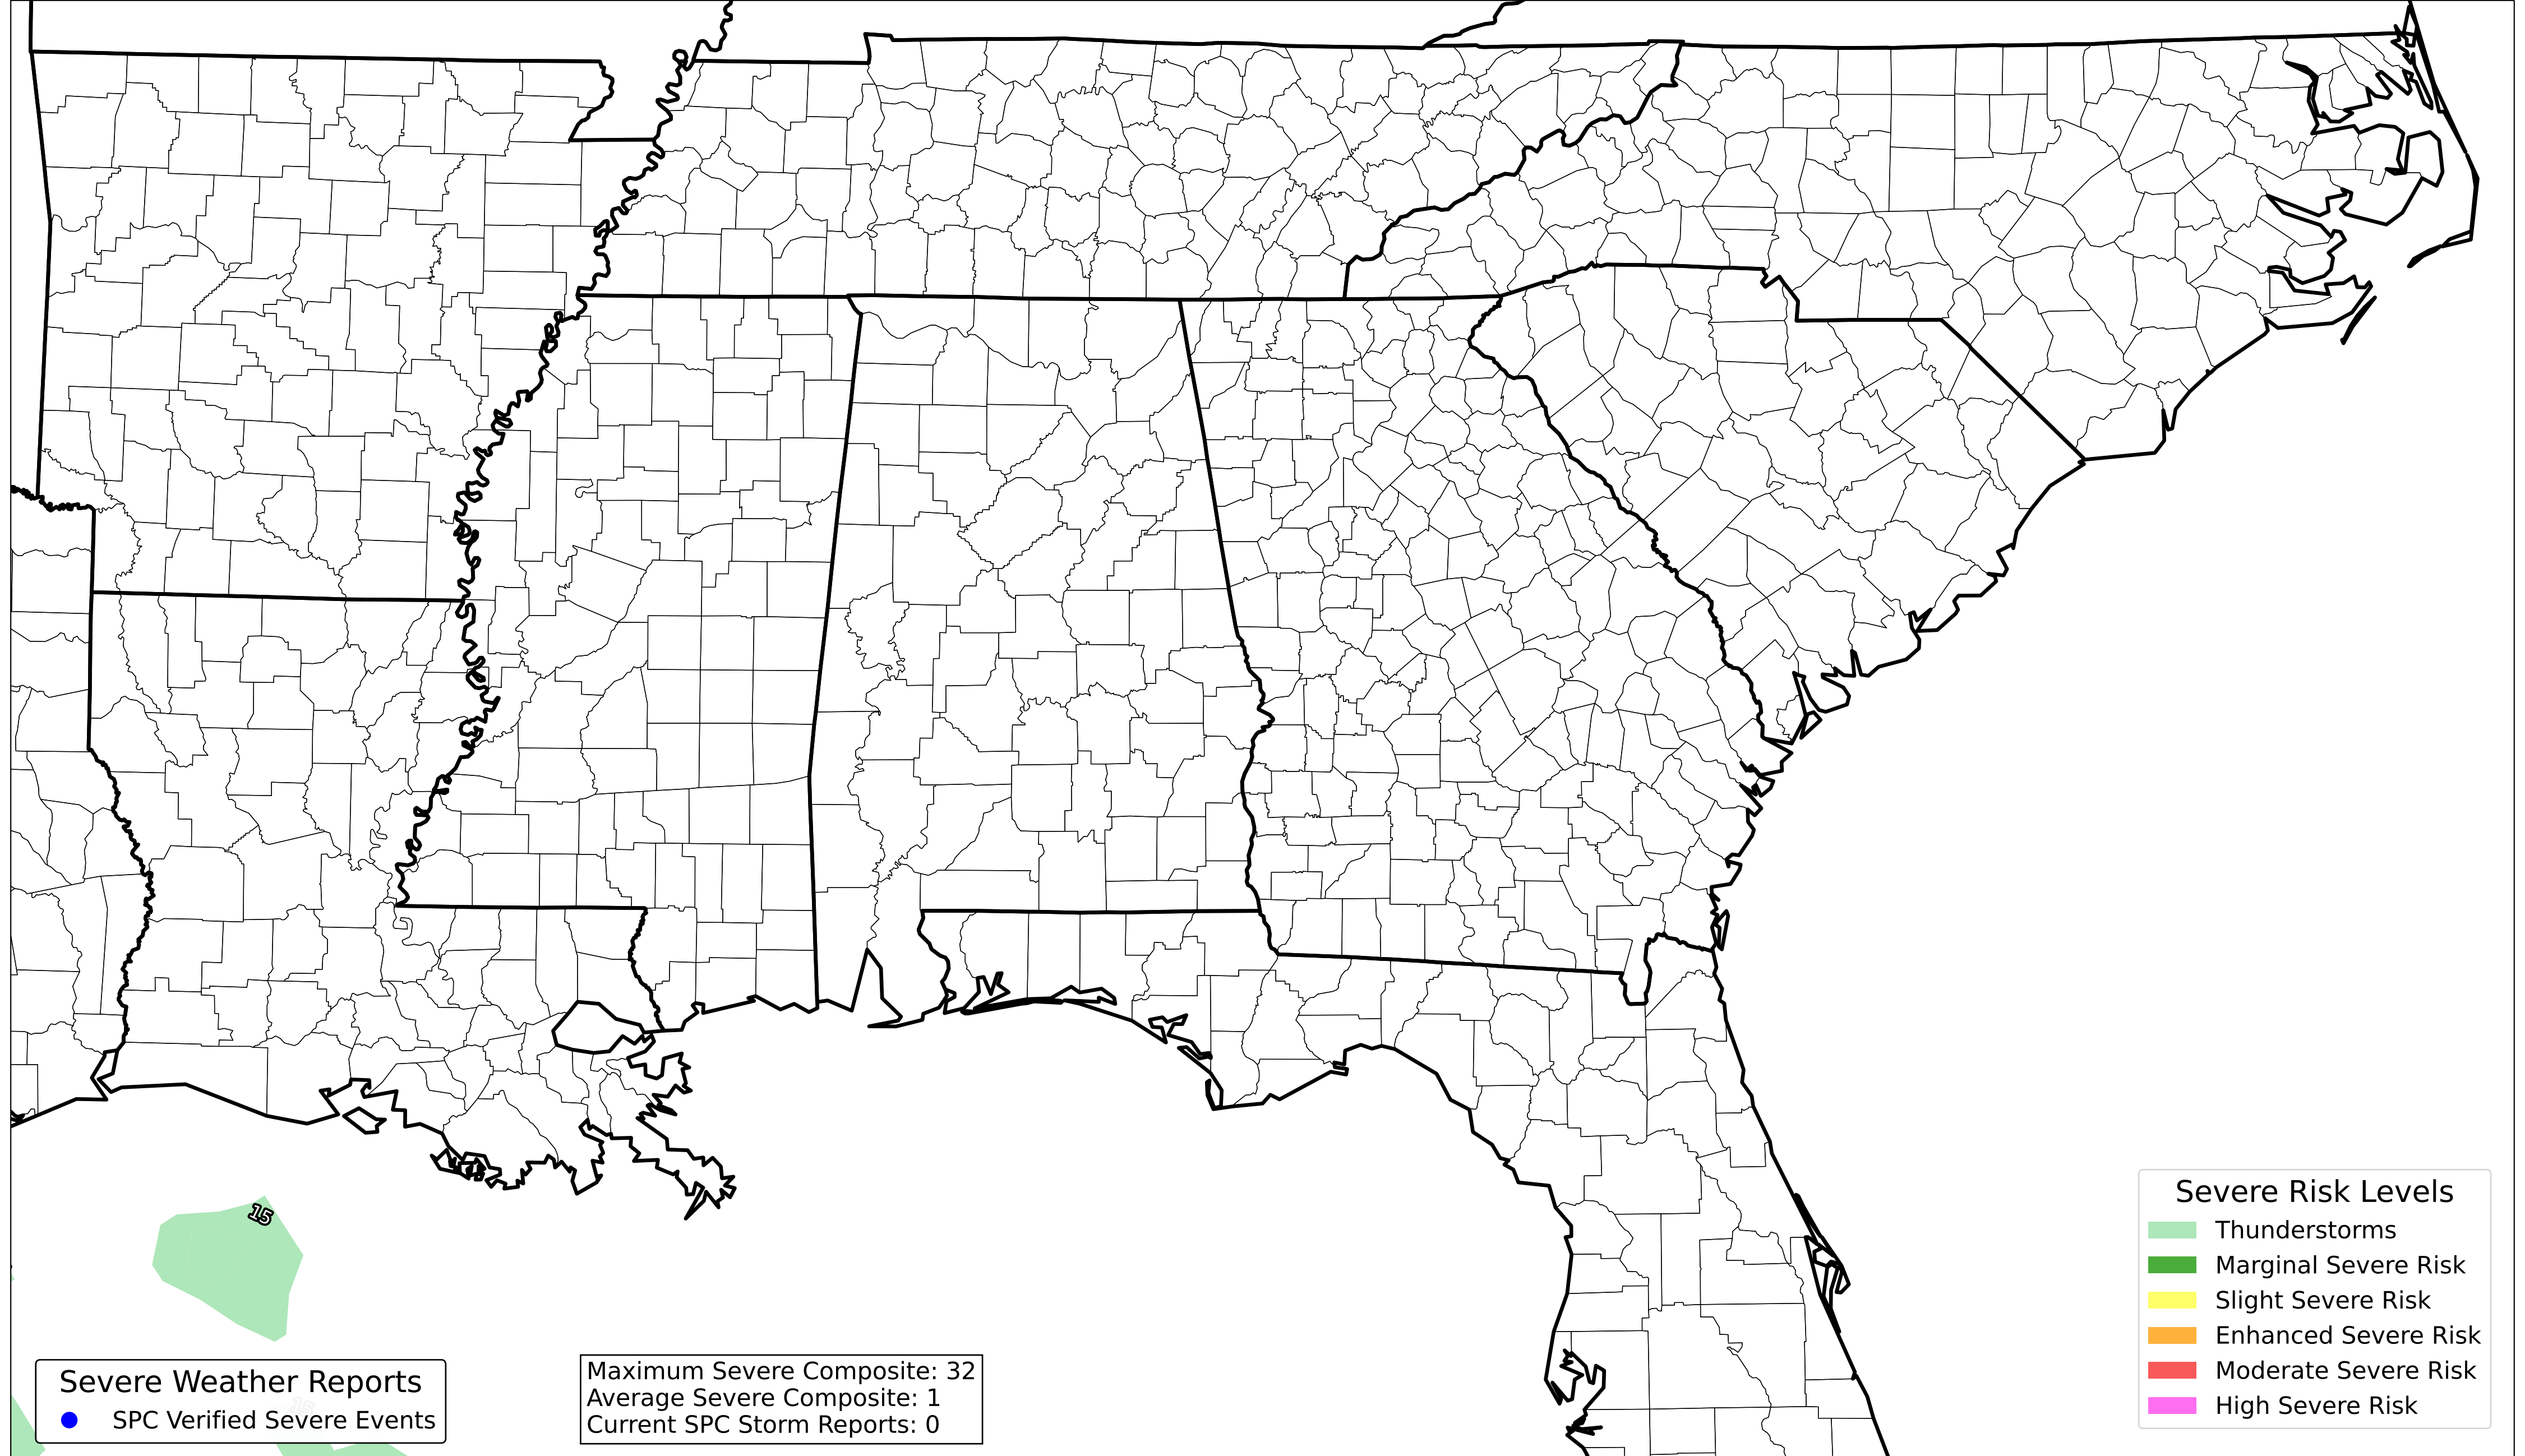 15
Severe Weather Reports
SPC Verified Severe Events
15
Maximum Severe Composite: 32
Average Severe Composite: 1
Current SPC Storm Reports: 0
Severe Risk Levels
Thunderstorms
Marginal Severe Risk
Slight Severe Risk
Enhanced Severe Risk
Moderate Severe Risk
High Severe Risk